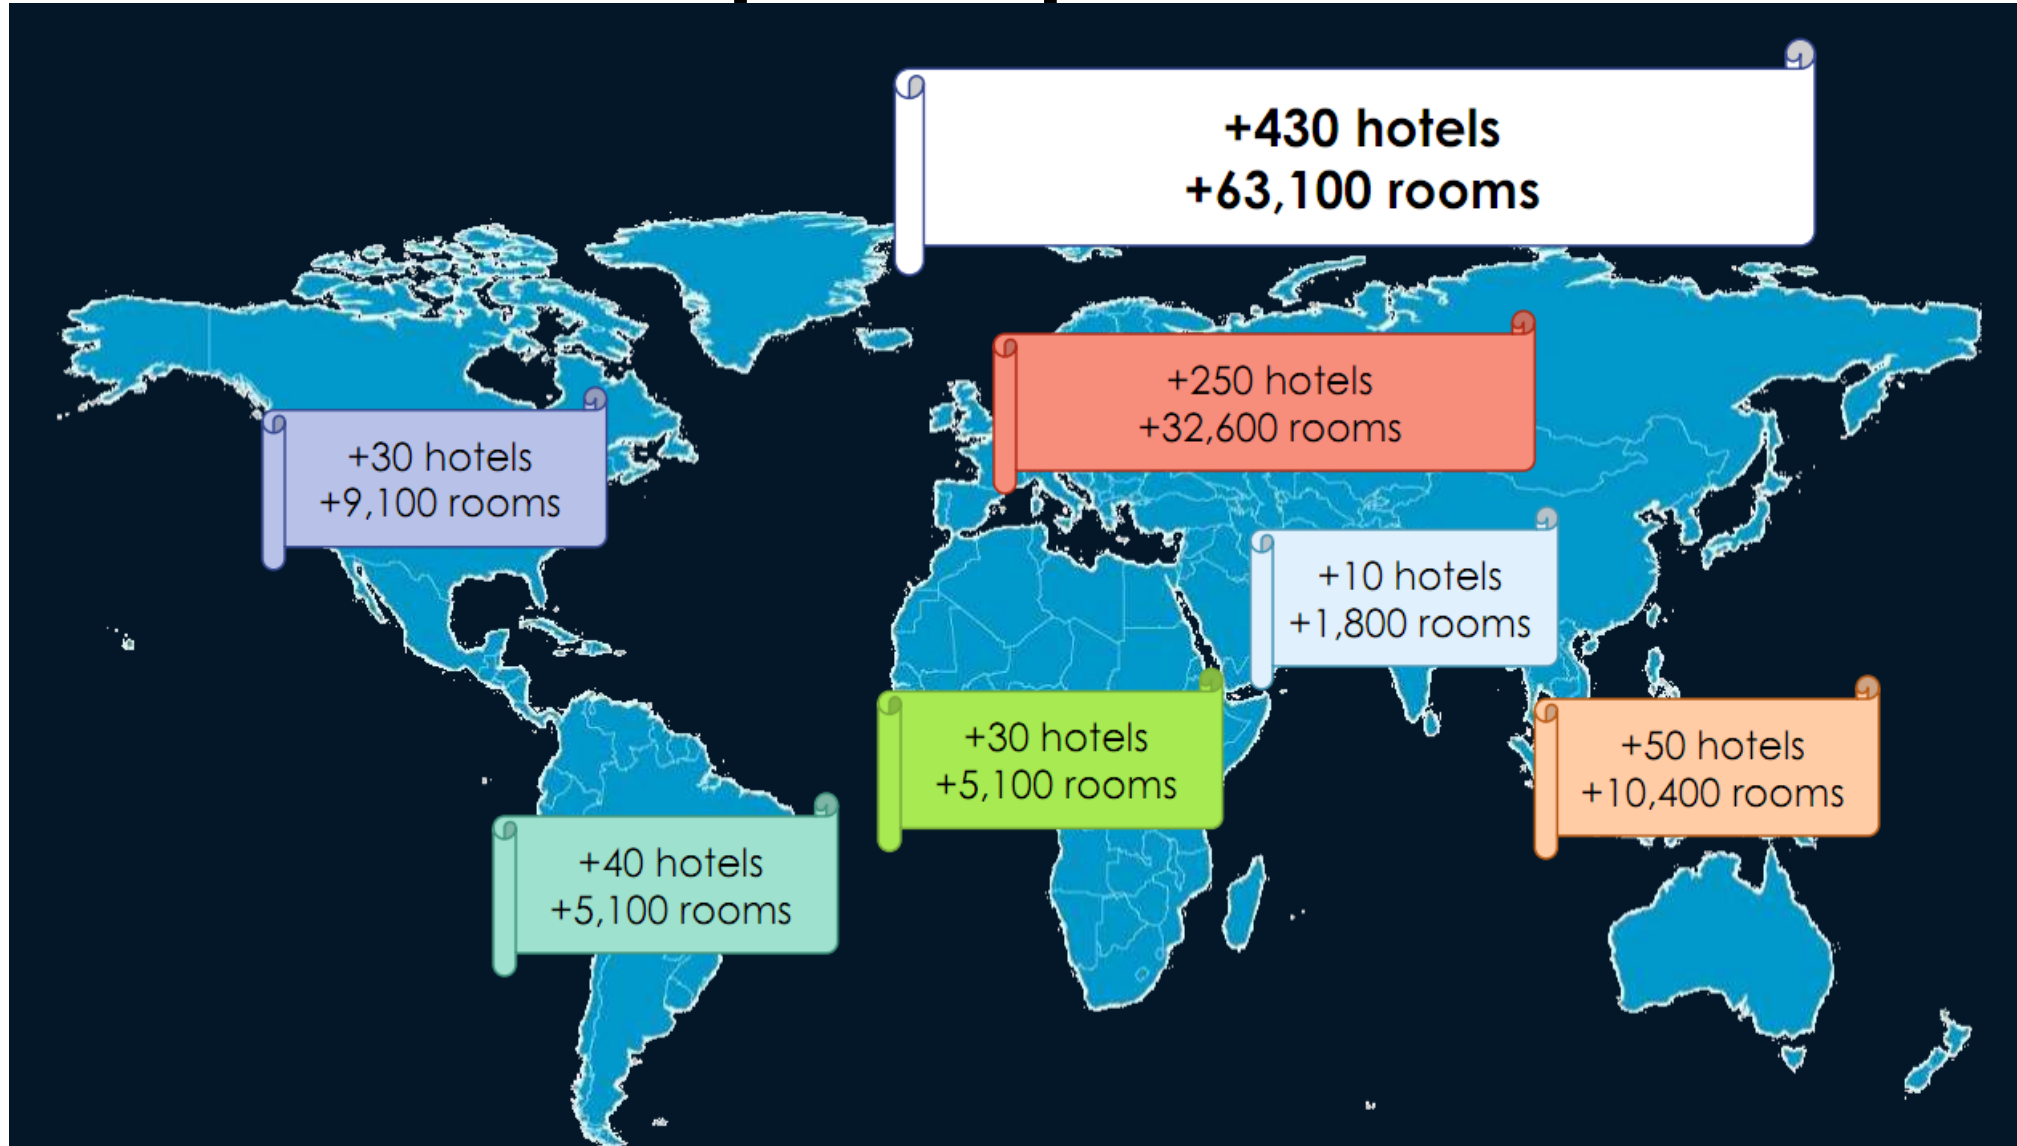 +430 hotels
+63,100 rooms
+250 hotels
+32,600 rooms
+30 hotels
+9,100 rooms
+10 hotels
+1,800 rooms
+30 hotels
+5,100 rooms
+50 hotels
+10,400 rooms
+40 hotels
+5,100 rooms